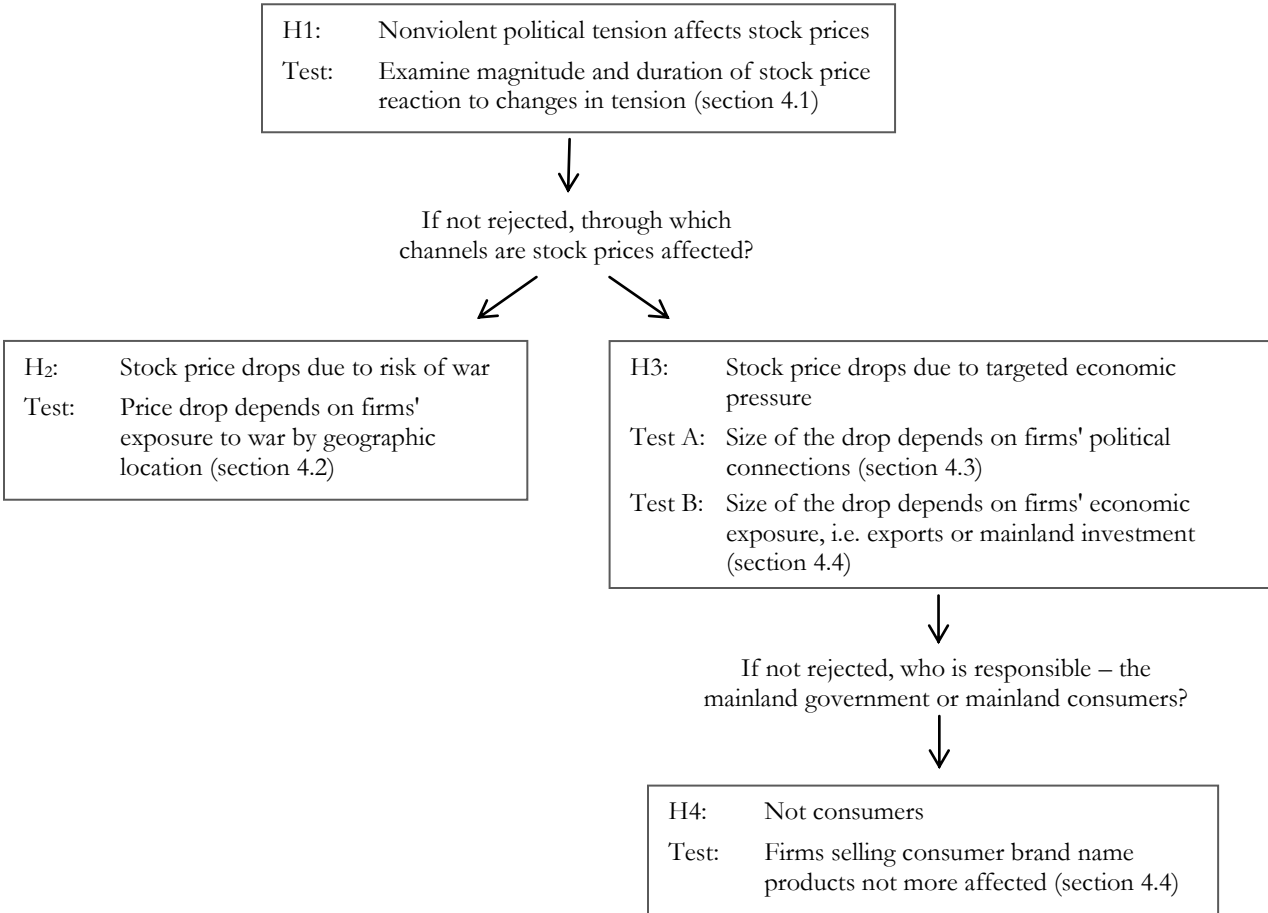 H1: Nonviolent political tension affects stock prices
Test: Examine magnitude and duration of stock price
reaction to changes in tension (section 4.1)
If not rejected, through which
channels are stock prices affected?
H₂: Stock price drops due to risk of war
Test: Price drop depends on firms'
exposure to war by geographic
location (section 4.2)
H3: Stock price drops due to targeted economic
pressure
Test A: Size of the drop depends on firms' political
connections (section 4.3)
Test B: Size of the drop depends on firms' economic
exposure, i.e. exports or mainland investment
(section 4.4)
If not rejected, who is responsible – the
mainland government or mainland consumers?
H4: Not consumers
Test: Firms selling consumer brand name
products not more affected (section 4.4)